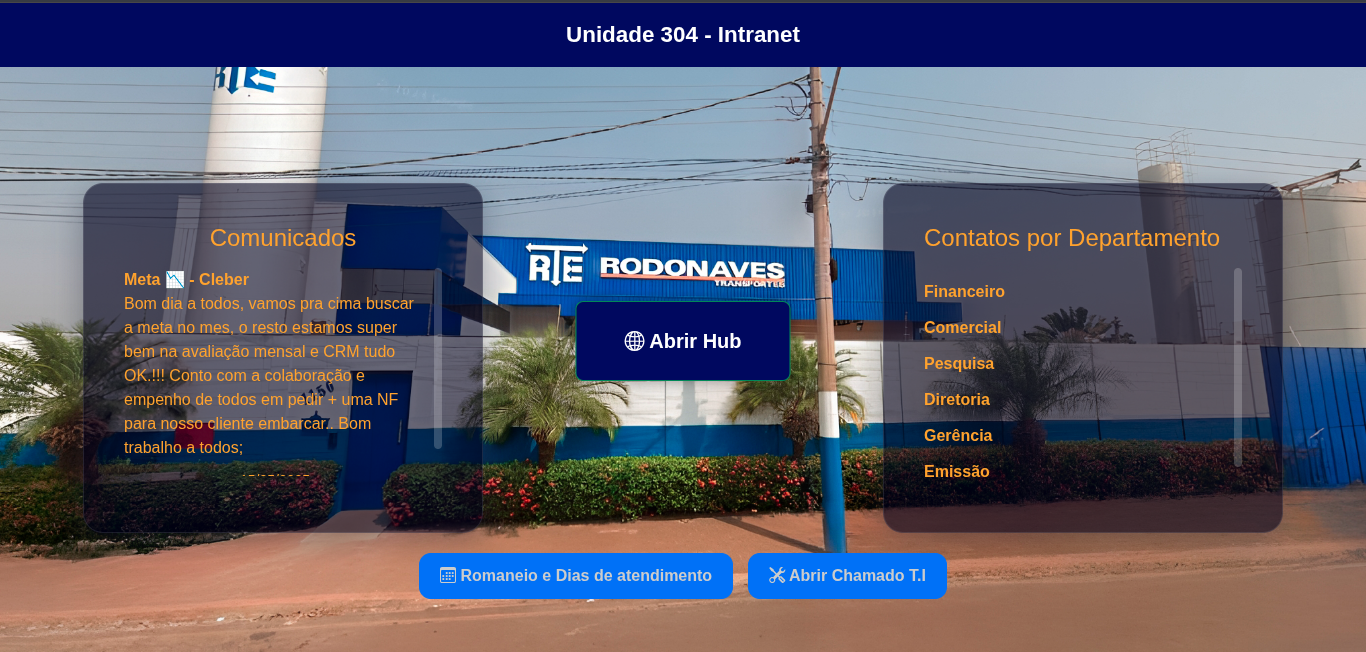 Unidade 304 - Intranet
RTE
Comunicados
Meta 📉 - Cleber
Bom dia a todos, vamos pra cima buscar
a meta no mes, o resto estamos super
bem na avaliação mensal e CRM tudo
OK.!!! Conto com a colaboração e
empenho de todos em pedir + uma NF
para nosso cliente embarcar.. Bom
trabalho a todos;
RTE RODONAVES
TRANSPORTES
Abrir Hub
Contatos por Departamento
Financeiro
Comercial
Pesquisa
Diretoria
Gerência
Emissão
Romaneio e Dias de atendimento
Abrir Chamado T.I